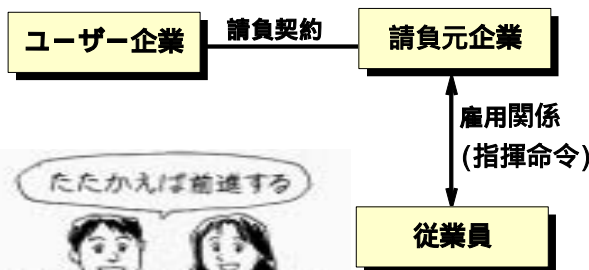 ユーザー企業
請負契約
請負元企業
雇用関係
(指揮命令)
たたかえば前進する
従業員